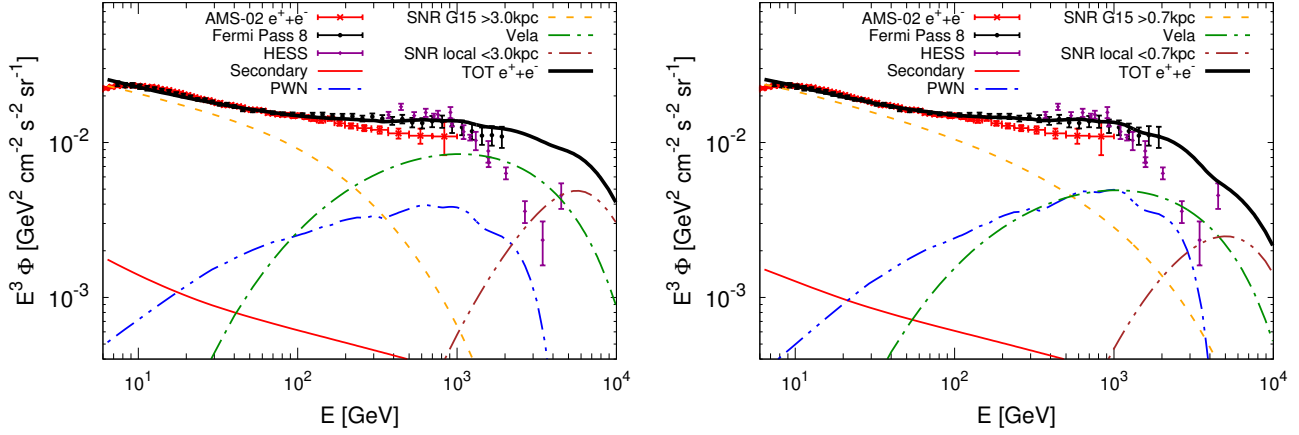 AMS-02 e⁺+e⁻
Fermi Pass 8
HESS
Secondary
PWN
SNR G15 >3.0kpc
Vela
SNR local <3.0kpc
TOT e⁺+e⁻
10⁻²
10⁻³
E³ Φ [GeV² cm⁻² s⁻² sr⁻¹]
10¹ 10² 10³ 10⁴
E [GeV]
AMS-02 e⁺+e⁻
Fermi Pass 8
HESS
Secondary
PWN
SNR G15 >0.7kpc
Vela
SNR local <0.7kpc
TOT e⁺+e⁻
10⁻²
10⁻³
E³ Φ [GeV² cm⁻² s⁻² sr⁻¹]
10¹ 10² 10³ 10⁴
E [GeV]